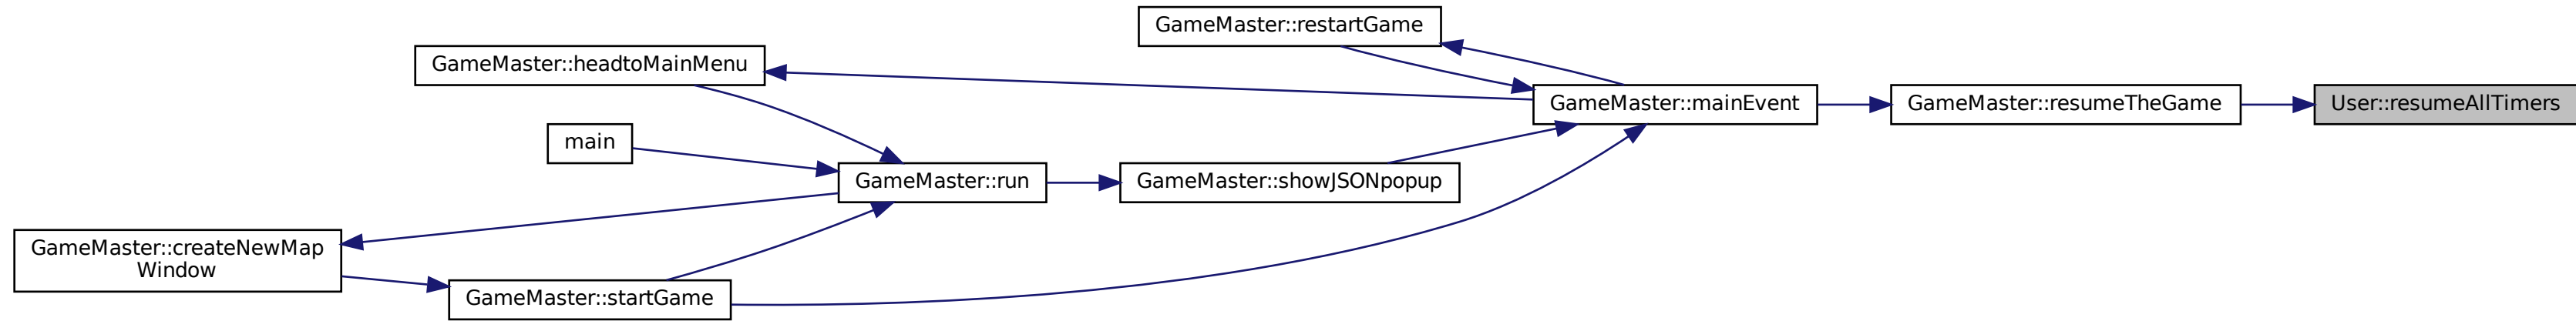 GameMaster::restartGame
GameMaster::headtoMainMenu
GameMaster::mainEvent
GameMaster::resumeTheGame
User::resumeAllTimers
main
GameMaster::run
GameMaster::showJSONpopup
GameMaster::createNewMap
Window
GameMaster::startGame